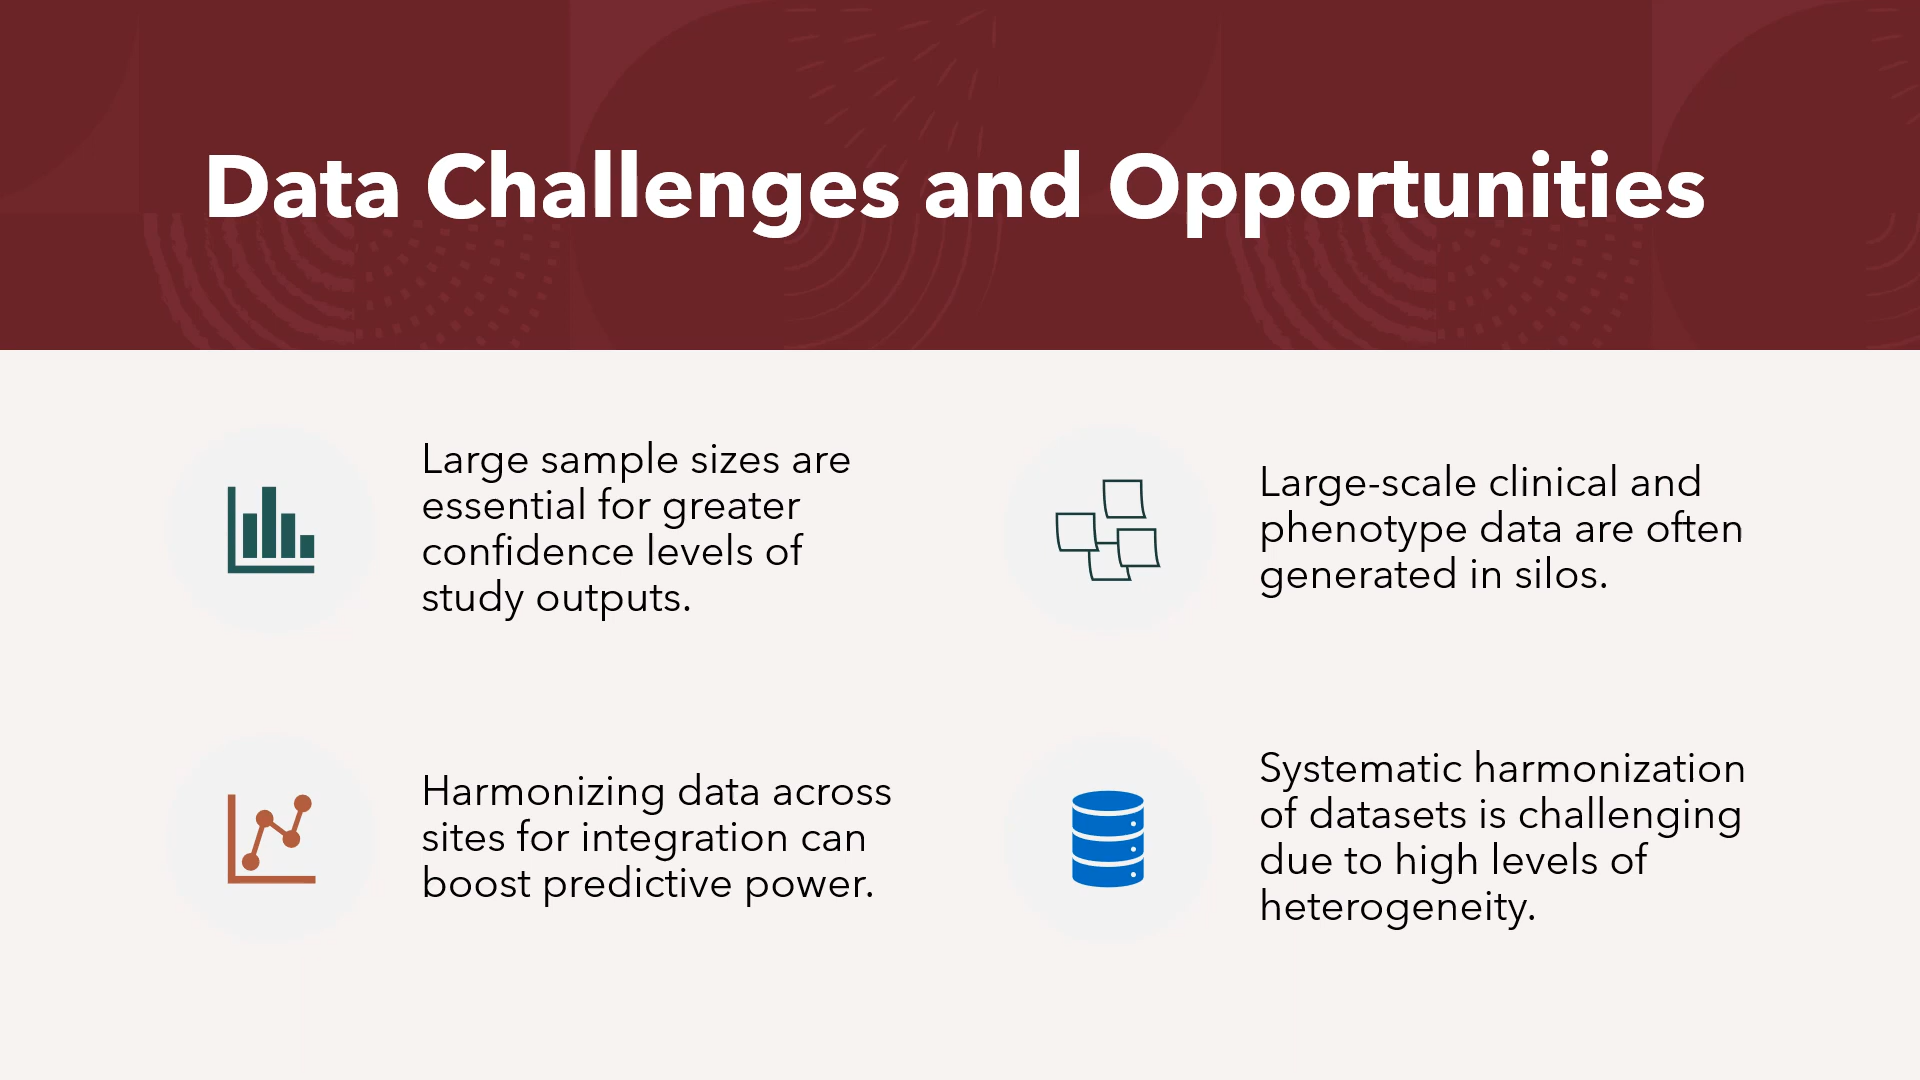 Data Challenges and Opportunities
Large sample sizes are
essential for greater
confidence levels of
study outputs.
Large-scale clinical and
phenotype data are often
generated in silos.
Harmonizing data across
sites for integration can
boost predictive power.
Systematic harmonization
of datasets is challenging
due to high levels of
heterogeneity.